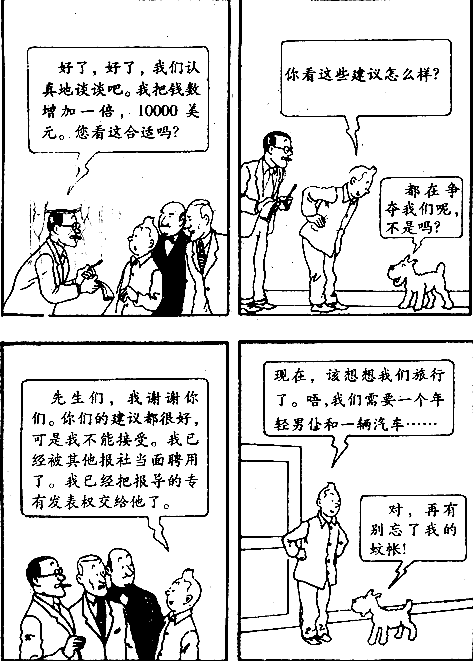 好了，好了，我们认
真地谈谈吧。我把钱数
增加一倍，10000 美
元。您看这合适吗？
你看这些建议怎么样？
都在争
夺我们呢，
不是吗？
先生们，我谢谢你
们。你们的建议都很好，
可是我不能接受。我已
经被其他报社当面聘用
了。我已经把报导的专
有发表权交给他了。
现在，该想想我们旅行
了。唔，我们需要一个年
轻男仆和一辆汽车……
对，再有
别忘了我的
蚊帐！